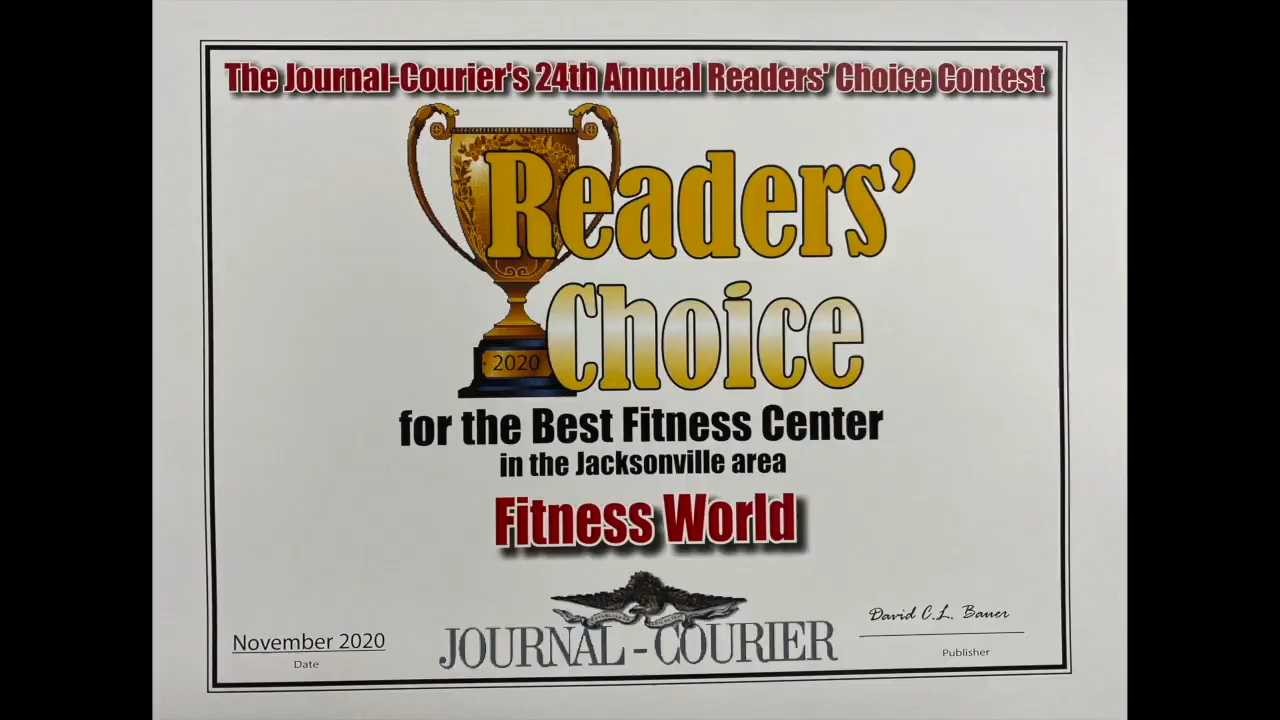 The Journal-Courier's 24th Annual Readers' Choice Contest
Readers'
Choice
2020
for the Best Fitness Center
in the Jacksonville area
Fitness World
JOURNAL-COURIER
November 2020
Date
David C.L. Bauer
Publisher